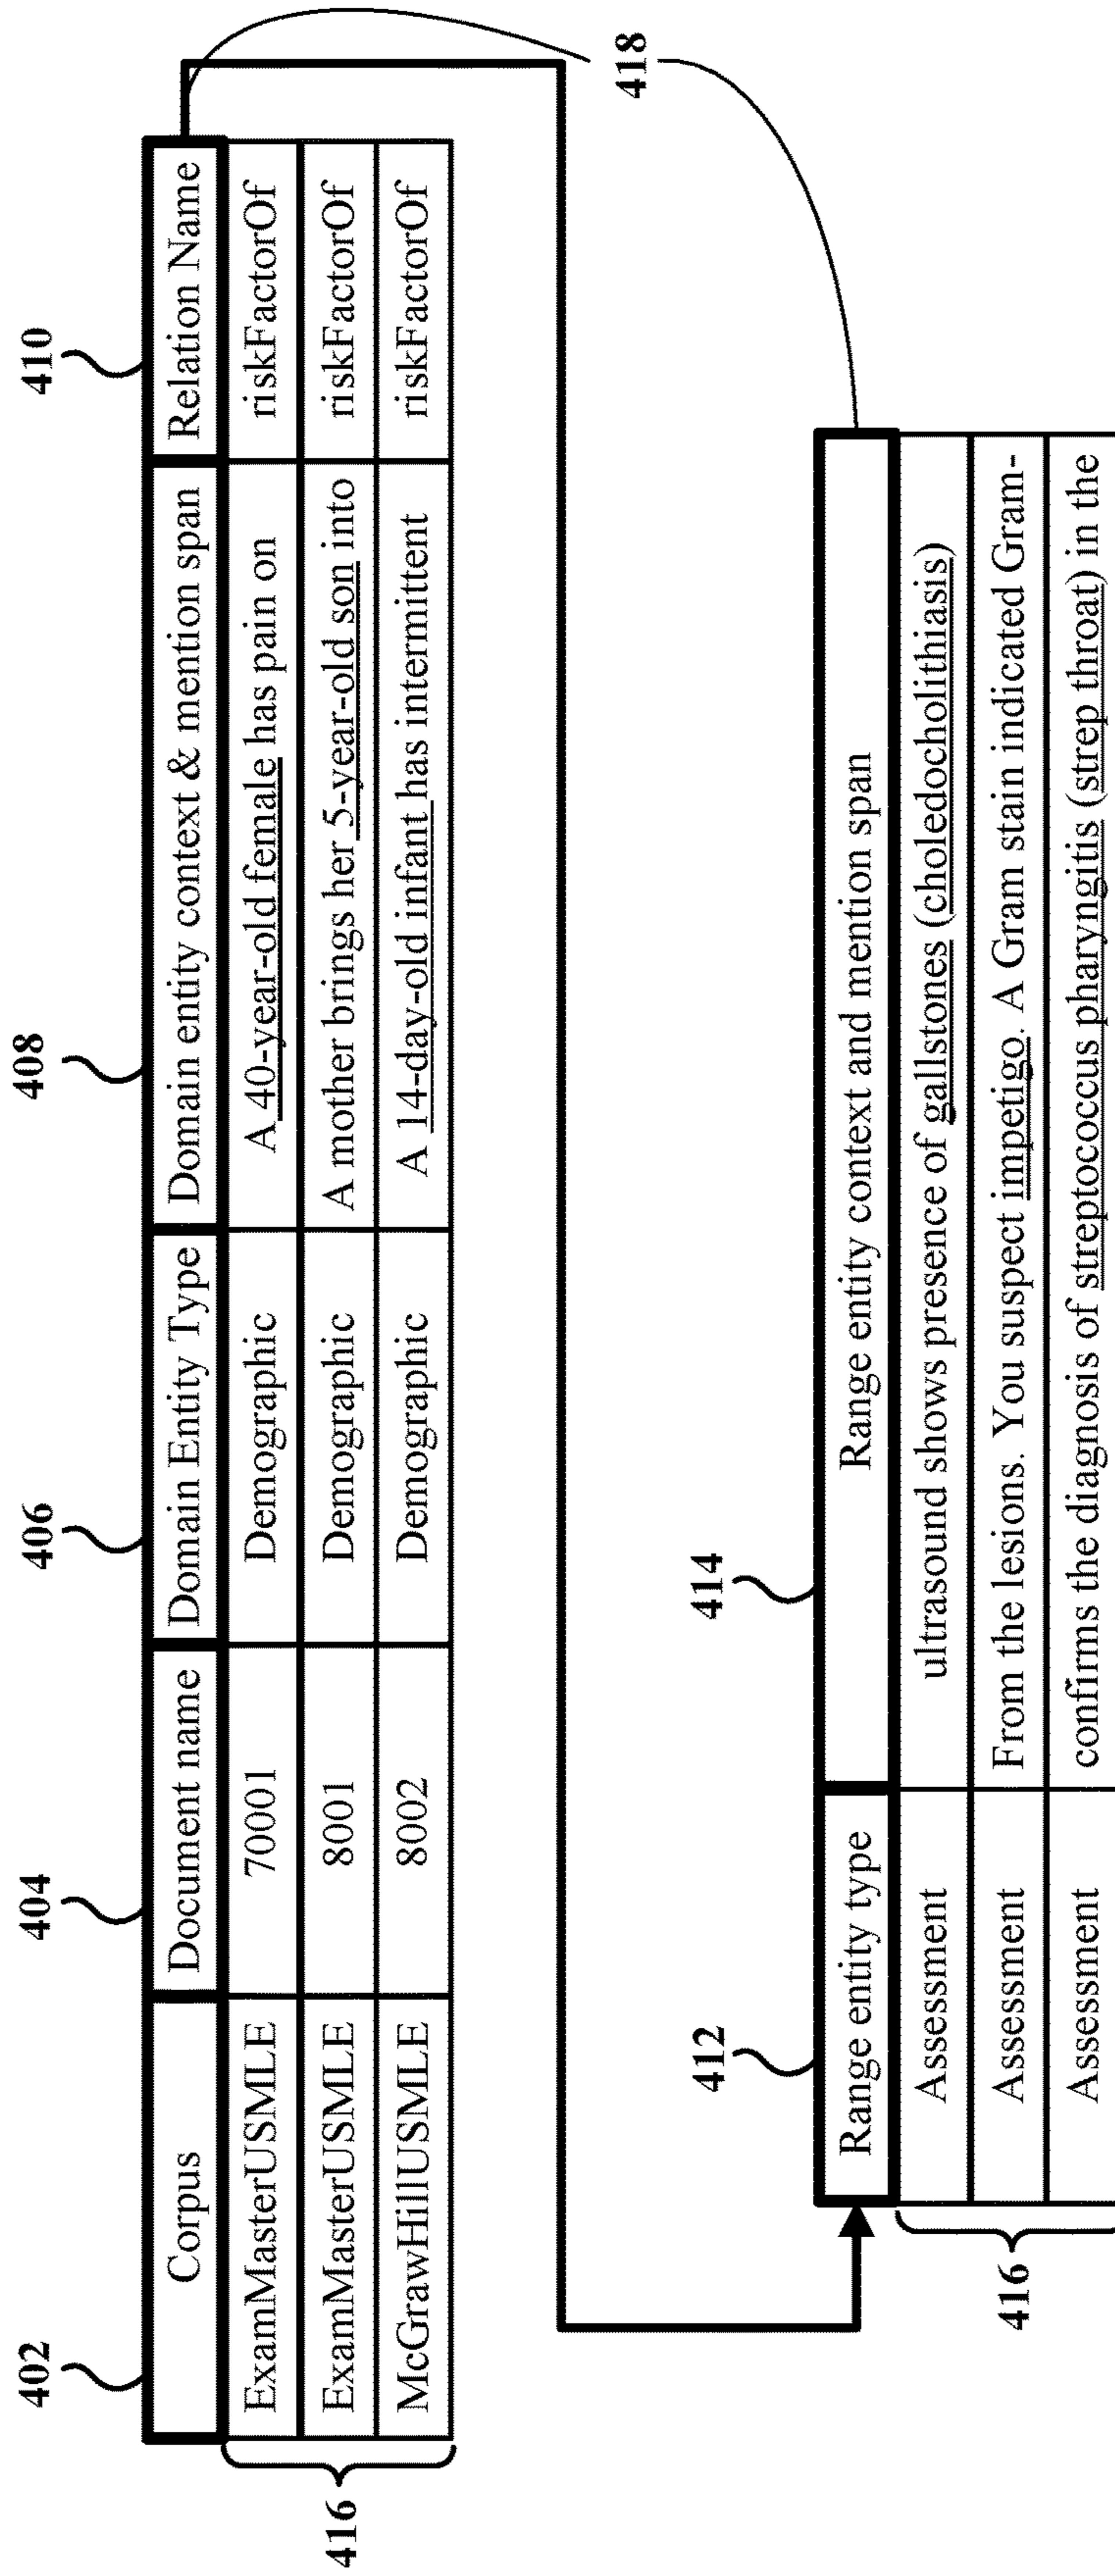 402 404 406 408 410
Corpus Document name Domain Entity Type Domain entity context & mention span Relation Name
ExamMasterUSMLE 70001 Demographic A 40-year-old female has pain on riskFactorOf
ExamMasterUSMLE 8001 Demographic A mother brings her 5-year-old son into riskFactorOf
McGrawHillUSMLE 8002 Demographic A 14-day-old infant has intermittent riskFactorOf
416
418
412 414
Range entity type Range entity context and mention span
Assessment ultrasound shows presence of gallstones (choledocholithiasis)
Assessment From the lesions. You suspect impetigo. A Gram stain indicated Gram-
Assessment confirms the diagnosis of streptococcus pharyngitis (strep throat) in the
416